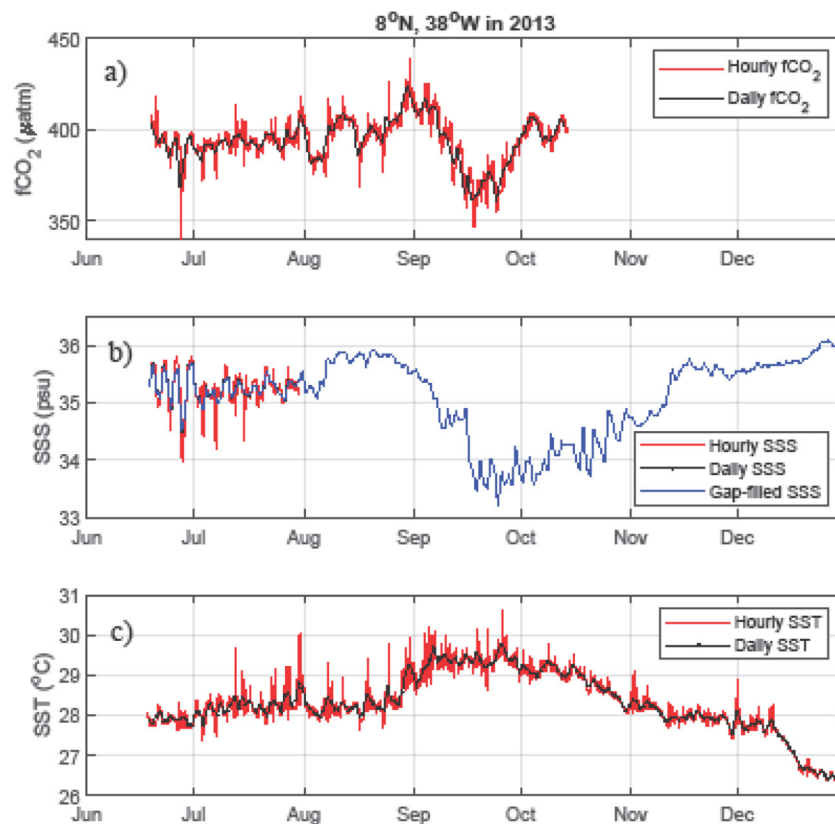 8°N, 38°W in 2013
a)
fCO₂ (µatm)
450
400
350
Hourly fCO₂
Daily fCO₂
Jun Jul Aug Sep Oct Nov Dec
b)
SSS (psu)
36
35
34
33
Hourly SSS
Daily SSS
Gap-filled SSS
Jun Jul Aug Sep Oct Nov Dec
c)
SST (°C)
31
30
29
28
27
26
Hourly SST
Daily SST
Jun Jul Aug Sep Oct Nov Dec